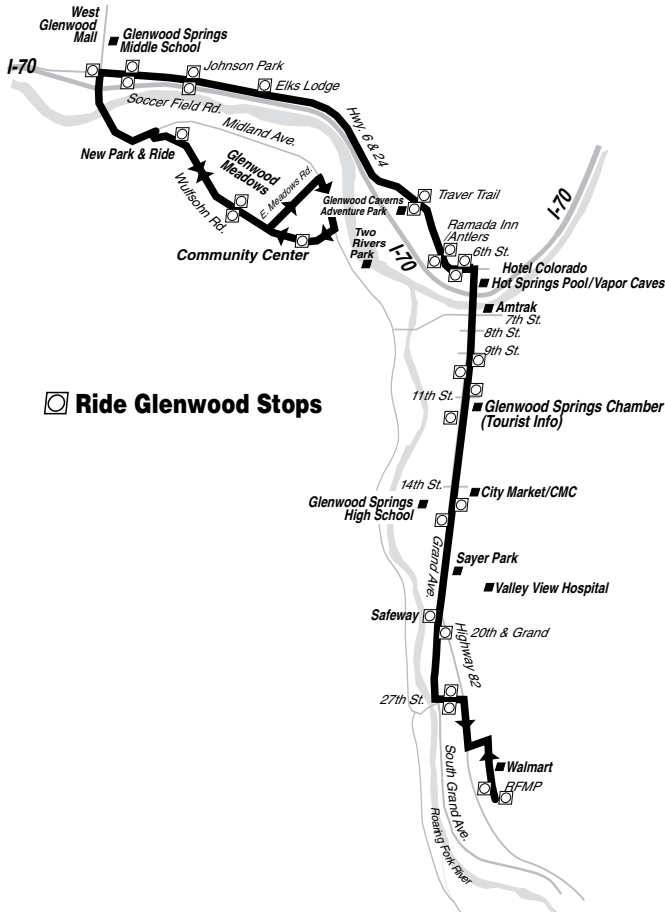 West
Glenwood
Mall
Glenwood Springs
Middle School
I-70
Johnson Park
Elks Lodge
Soccer Field Rd.
Hwy. 6 & 24
Midland Ave.
New Park & Ride
Glenwood
Meadows
E. Meadows Rd.
Wulfsohn Rd.
Community Center
Glenwood Caverns
Adventure Park
Traver Trail
Two
Rivers
Park
I-70
I-70
Ramada Inn
/Antlers
6th St.
Hotel Colorado
Hot Springs Pool/Vapor Caves
Amtrak
7th St.
8th St.
9th St.
Ride Glenwood Stops
11th St.
Glenwood Springs Chamber
(Tourist Info)
14th St.
City Market/CMC
Glenwood Springs
High School
Grand Ave.
Sayer Park
Valley View Hospital
Safeway
20th & Grand
Highway 82
27th St.
South Grand Ave.
Walmart
RFMP
Roaring Fork River